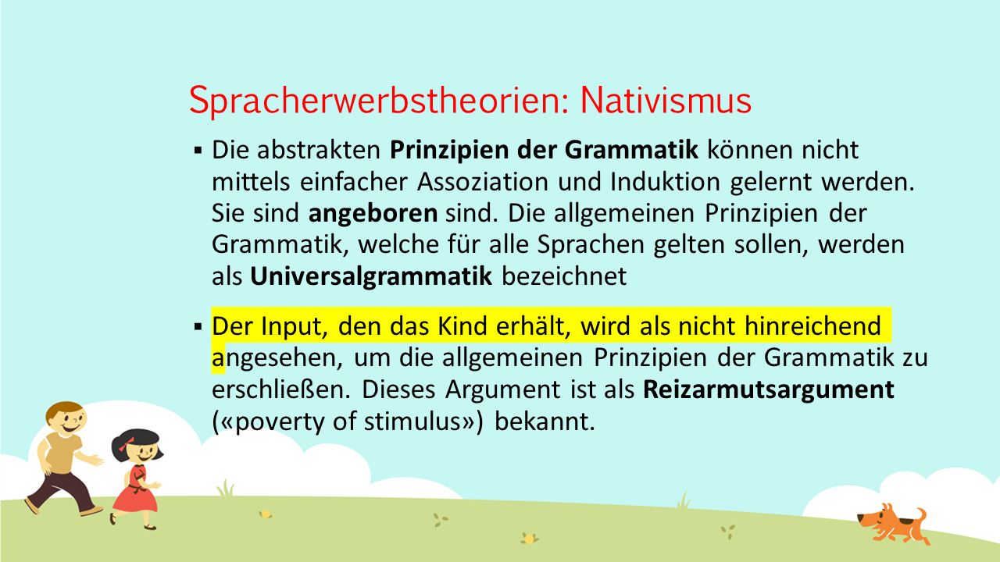 Spracherwerbstheorien: Nativismus
▪ Die abstrakten Prinzipien der Grammatik können nicht
mittels einfacher Assoziation und Induktion gelernt werden.
Sie sind angeboren sind. Die allgemeinen Prinzipien der
Grammatik, welche für alle Sprachen gelten sollen, werden
als Universalgrammatik bezeichnet
▪ Der Input, den das Kind erhält, wird als nicht hinreichend
angesehen, um die allgemeinen Prinzipien der Grammatik zu
erschließen. Dieses Argument ist als Reizarmutsargument
(«poverty of stimulus») bekannt.